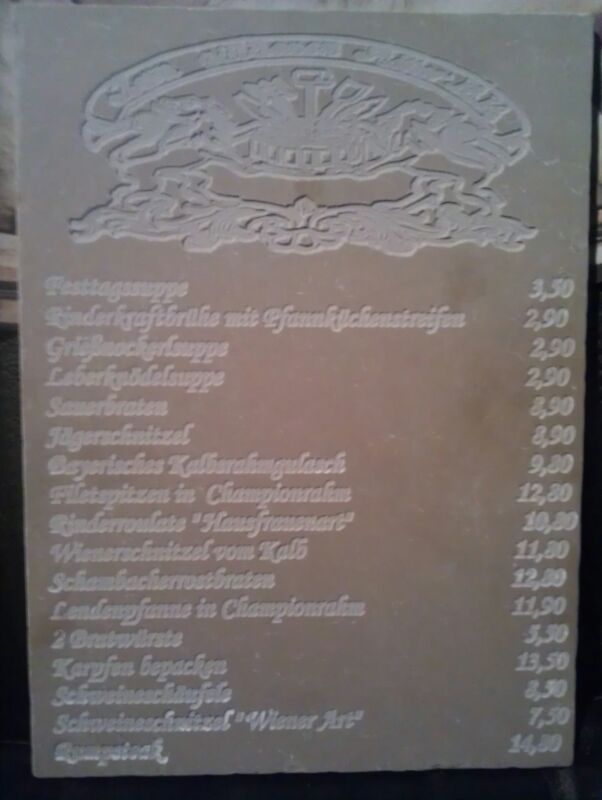 Festtagssuppe 3,50
Rinderkraftbrühe mit Pfannküchenstreifen 2,90
Grießnockerlsuppe 2,90
Leberknödelsuppe 2,90
Sauerbraten 8,90
Jägerschnitzel 8,90
Bayerisches Kalbsrahmgulasch 9,80
Filetspitzen in Championrahm 12,80
Rinderroulate "Hausfrauenart" 10,80
Wienerschnitzel vom Kalb 11,80
Schambacherrostbraten 12,80
Lendenpfanne in Championrahm 11,90
2 Bratwürste 5,50
Karpfen bepacken 13,50
Schweineschäufele 8,50
Schweineschnitzel "Wiener Art" 7,50
Rumpsteak 14,80